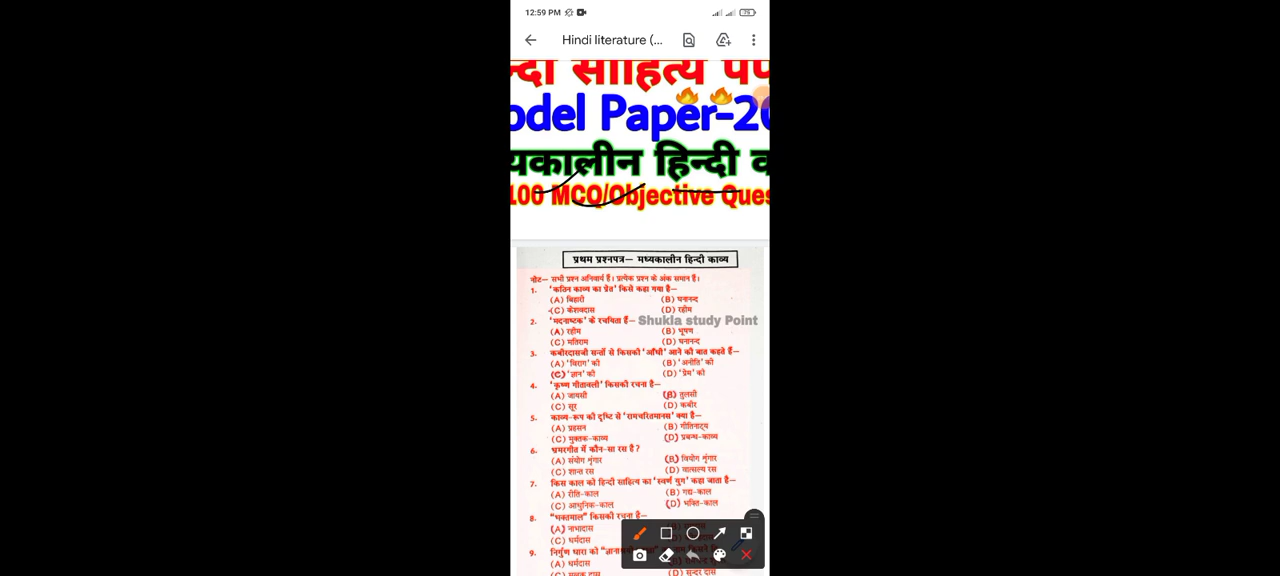 12:59 PM
75
Hindi literature (...
न्दी साहित्य
odel Paper-20
यकालीन हिन्दी क
100 MCQ/Objective Ques
प्रथम प्रश्नपत्र– मध्यकालीन हिन्दी काव्य
नोट– सभी प्रश्न अनिवार्य हैं। प्रत्येक प्रश्न के अंक समान हैं।
1. 'कठिन काव्य का प्रेत' किसे कहा गया है–
(A) बिहारी (B) घनानन्द
(C) केशवदास (D) रहीम
2. 'मदनाष्टक' के रचयिता हैं– Shukla study Point
(A) रहीम (B) भूषण
(C) मतिराम (D) घनानन्द
3. कबीरदासजी सन्तों से किसकी 'आँधी' आने की बात कहते हैं–
(A) 'विराग' की (B) 'अनीति' की
(C) 'ज्ञान' की (D) 'प्रेम' की
4. 'कृष्ण गीतावली' किसकी रचना है–
(A) जायसी (B) तुलसी
(C) सूर (D) कबीर
5. काव्य-रूप की दृष्टि से 'रामचरितमानस' क्या है–
(A) प्रहसन (B) गीतिनाट्य
(C) मुक्तक-काव्य (D) प्रबन्ध-काव्य
6. भ्रमरगीत में कौन-सा रस है?
(A) संयोग शृंगार (B) वियोग शृंगार
(C) शान्त रस (D) वात्सल्य रस
7. किस काल को हिन्दी साहित्य का 'स्वर्ण युग' कहा जाता है–
(A) रीति-काल (B) गद्य-काल
(C) आधुनिक-काल (D) भक्ति-काल
8. "भक्तमाल" किसकी रचना है–
(A) नाभादास
(C) धर्मदास
9. निर्गुण धारा को
(A) धर्मदास
(C) मलूक दास (D) सुन्दर दास